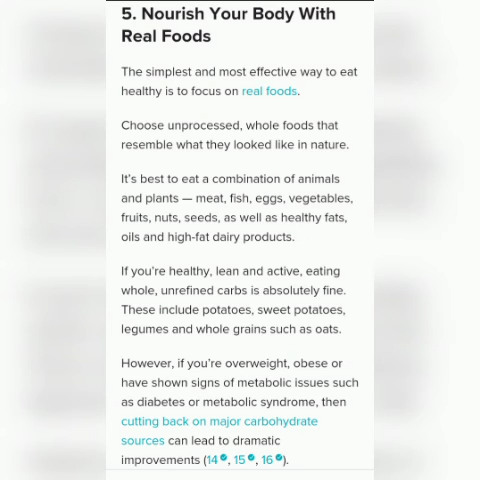 5. Nourish Your Body With
Real Foods
The simplest and most effective way to eat
healthy is to focus on real foods.
Choose unprocessed, whole foods that
resemble what they looked like in nature.
It's best to eat a combination of animals
and plants — meat, fish, eggs, vegetables,
fruits, nuts, seeds, as well as healthy fats,
oils and high-fat dairy products.
If you're healthy, lean and active, eating
whole, unrefined carbs is absolutely fine.
These include potatoes, sweet potatoes,
legumes and whole grains such as oats.
However, if you're overweight, obese or
have shown signs of metabolic issues such
as diabetes or metabolic syndrome, then
cutting back on major carbohydrate
sources can lead to dramatic
improvements (14, 15, 16).